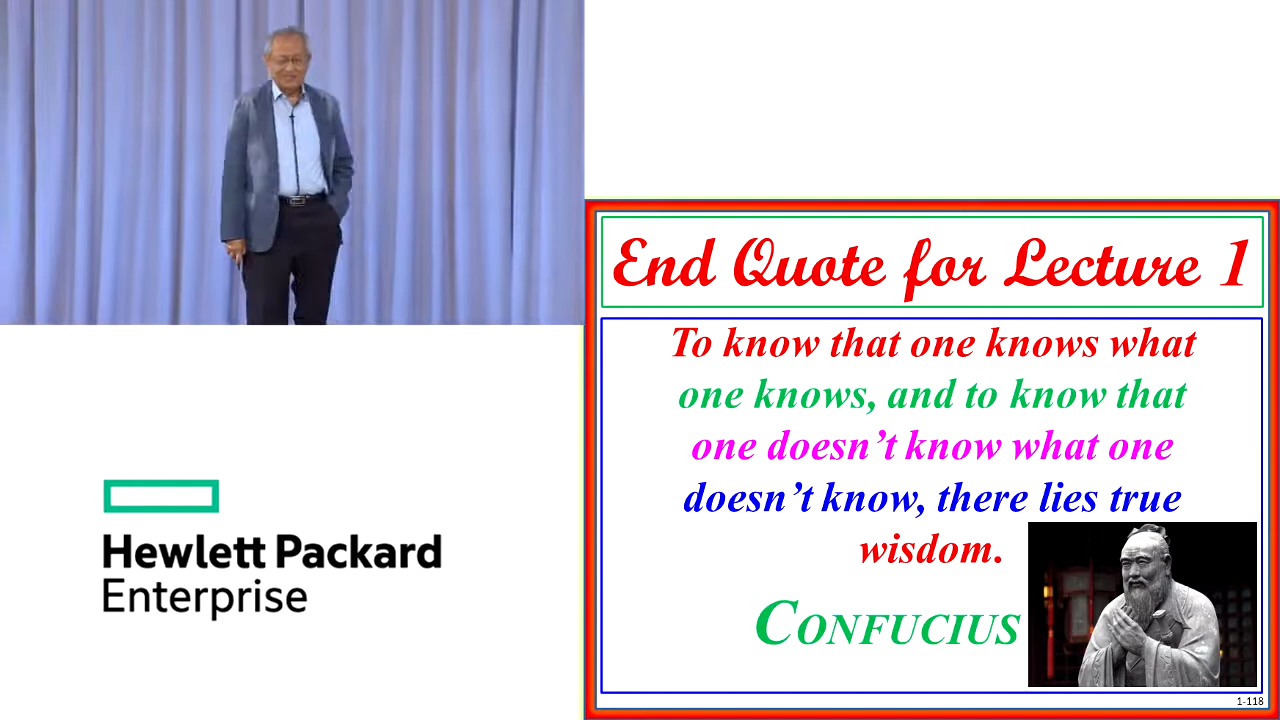 End Quote for Lecture 1
To know that one knows what
one knows, and to know that
one doesn’t know what one
doesn’t know, there lies true
wisdom.
CONFUCIUS
1-118
Hewlett Packard
Enterprise